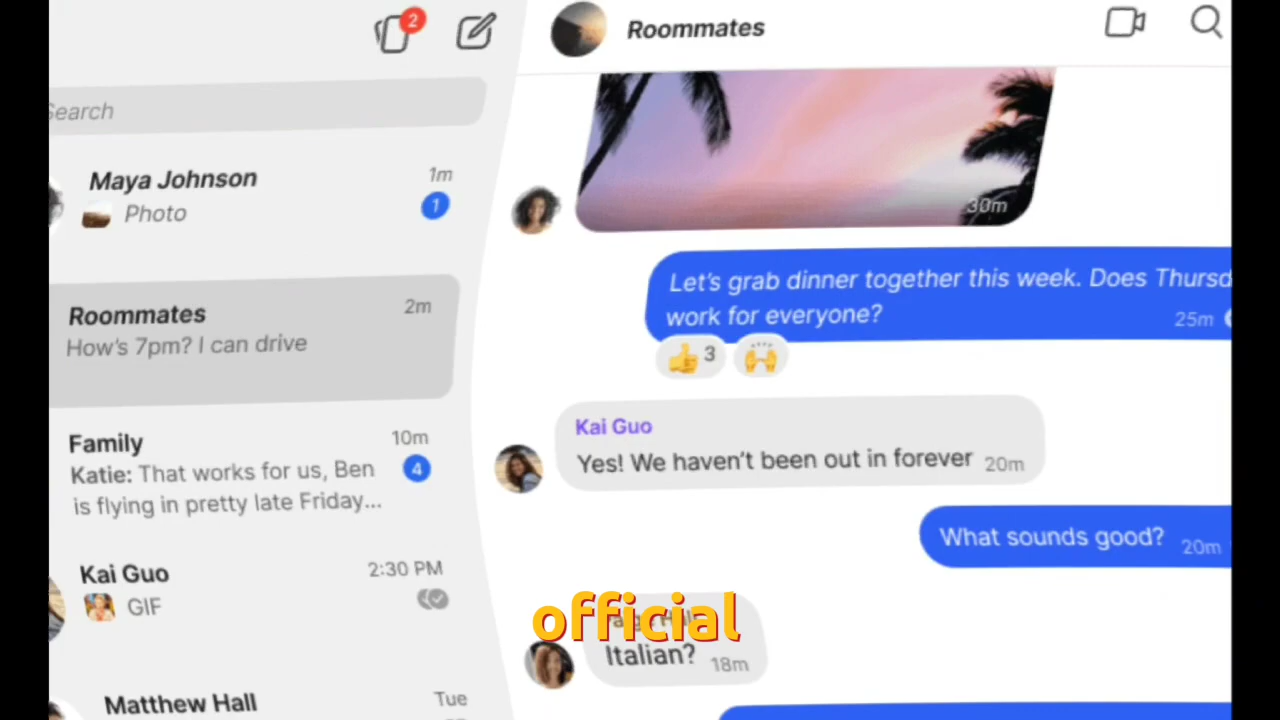 2
Search
Maya Johnson
1m
Photo
1
Roommates
2m
How's 7pm? I can drive
Family
10m
Katie: That works for us, Ben
4
is flying in pretty late Friday...
Kai Guo
2:30 PM
GIF
Matthew Hall
Tue
Roommates
30m
Let's grab dinner together this week. Does Thursd
work for everyone?
25m
3
Kai Guo
Yes! We haven't been out in forever
20m
What sounds good?
20m
official
Italian?
18m